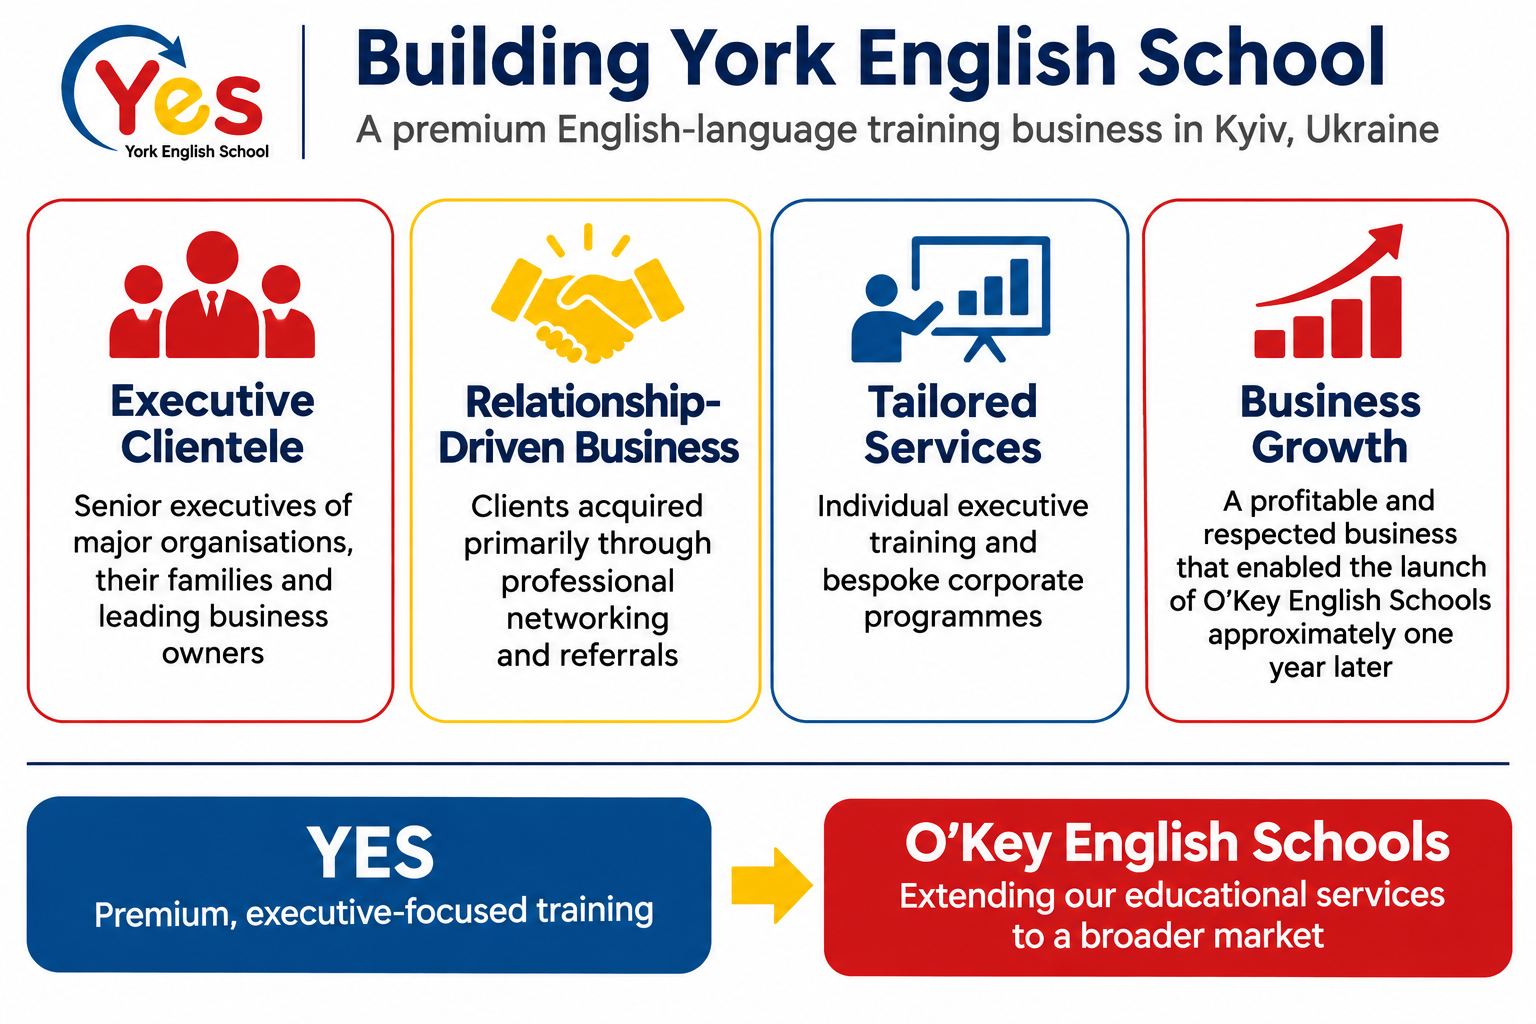 Yes
York English School
Building York English School
A premium English-language training business in Kyiv, Ukraine
Executive
Clientele
Senior executives of
major organisations,
their families and
leading business
owners
Relationship-
Driven Business
Clients acquired
primarily through
professional
networking
and referrals
Tailored
Services
Individual executive
training and
bespoke corporate
programmes
Business
Growth
A profitable and
respected business
that enabled the launch
of O’Key English Schools
approximately one
year later
YES
Premium, executive-focused training
O’Key English Schools
Extending our educational services
to a broader market